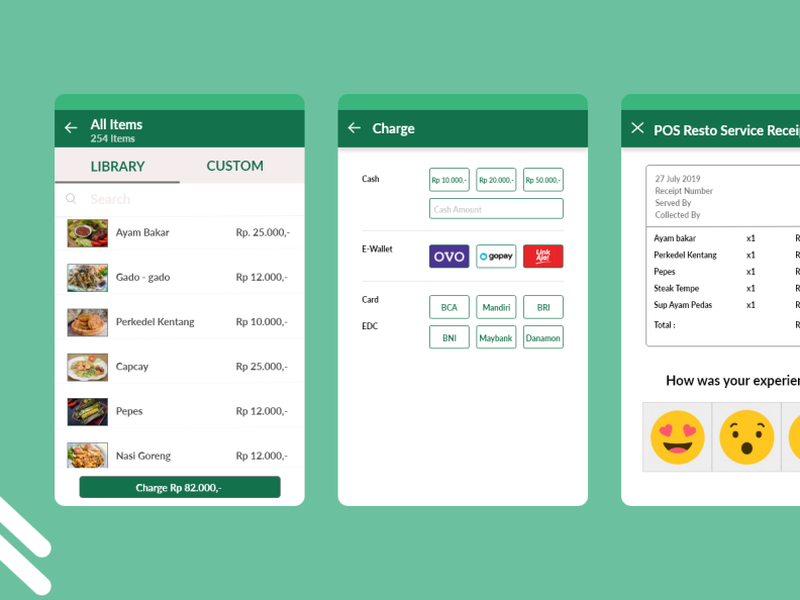 All Items
254 Items
LIBRARY CUSTOM
Search
Ayam Bakar Rp. 25.000,-
Gado - gado Rp 12.000,-
Perkedel Kentang Rp 10.000,-
Capcay Rp 25.000,-
Pepes Rp 12.000,-
Nasi Goreng Rp 12.000,-
Charge Rp 82.000,-
Charge
Cash Rp 10.000,- Rp 20.000,- Rp 50.000,-
Cash Amount
E-Wallet OVO gopay Link Aja!
Card BCA Mandiri BRI
EDC BNI Maybank Danamon
POS Resto Service Recei
27 July 2019
Receipt Number
Served By
Collected By
Ayam bakar x1 R
Perkedel Kentang x1 R
Pepes x1 R
Steak Tempe x1 R
Sup Ayam Pedas x1 R
Total : R
How was your experien